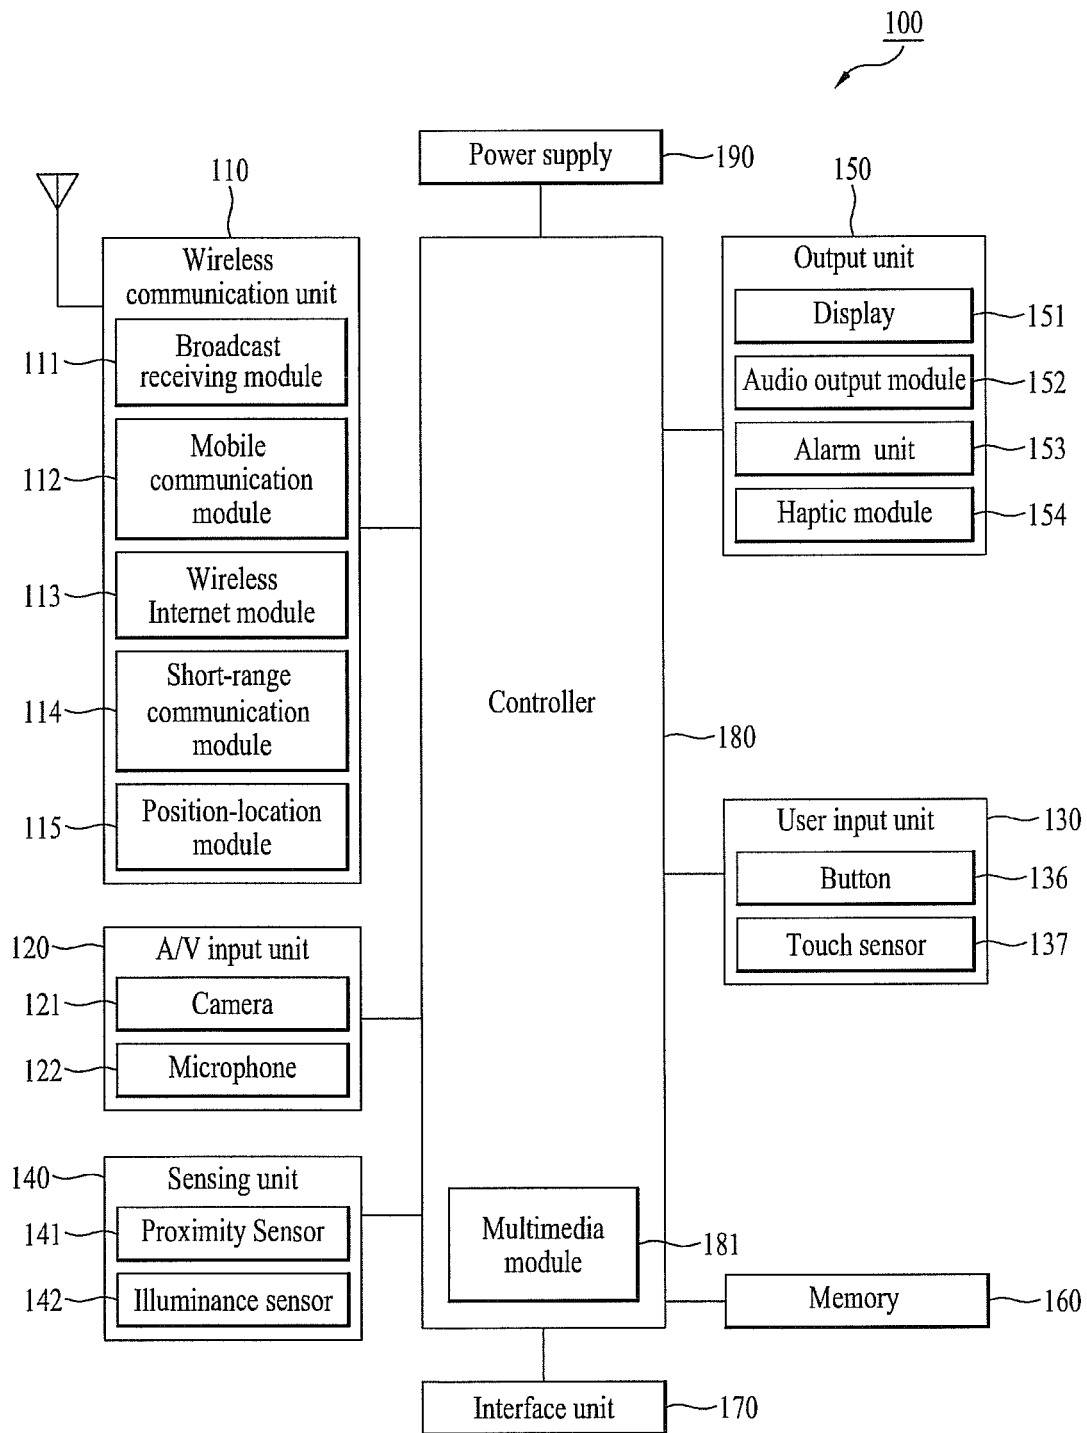 100
Power supply
190
110
Wireless
communication unit
111
Broadcast
receiving module
112
Mobile
communication
module
113
Wireless
Internet module
114
Short-range
communication
module
115
Position-location
module
120
A/V input unit
121
Camera
122
Microphone
140
Sensing unit
141
Proximity Sensor
142
Illuminance sensor
Controller
180
Multimedia
module
181
150
Output unit
Display
151
Audio output module
152
Alarm unit
153
Haptic module
154
User input unit
130
Button
136
Touch sensor
137
Memory
160
Interface unit
170